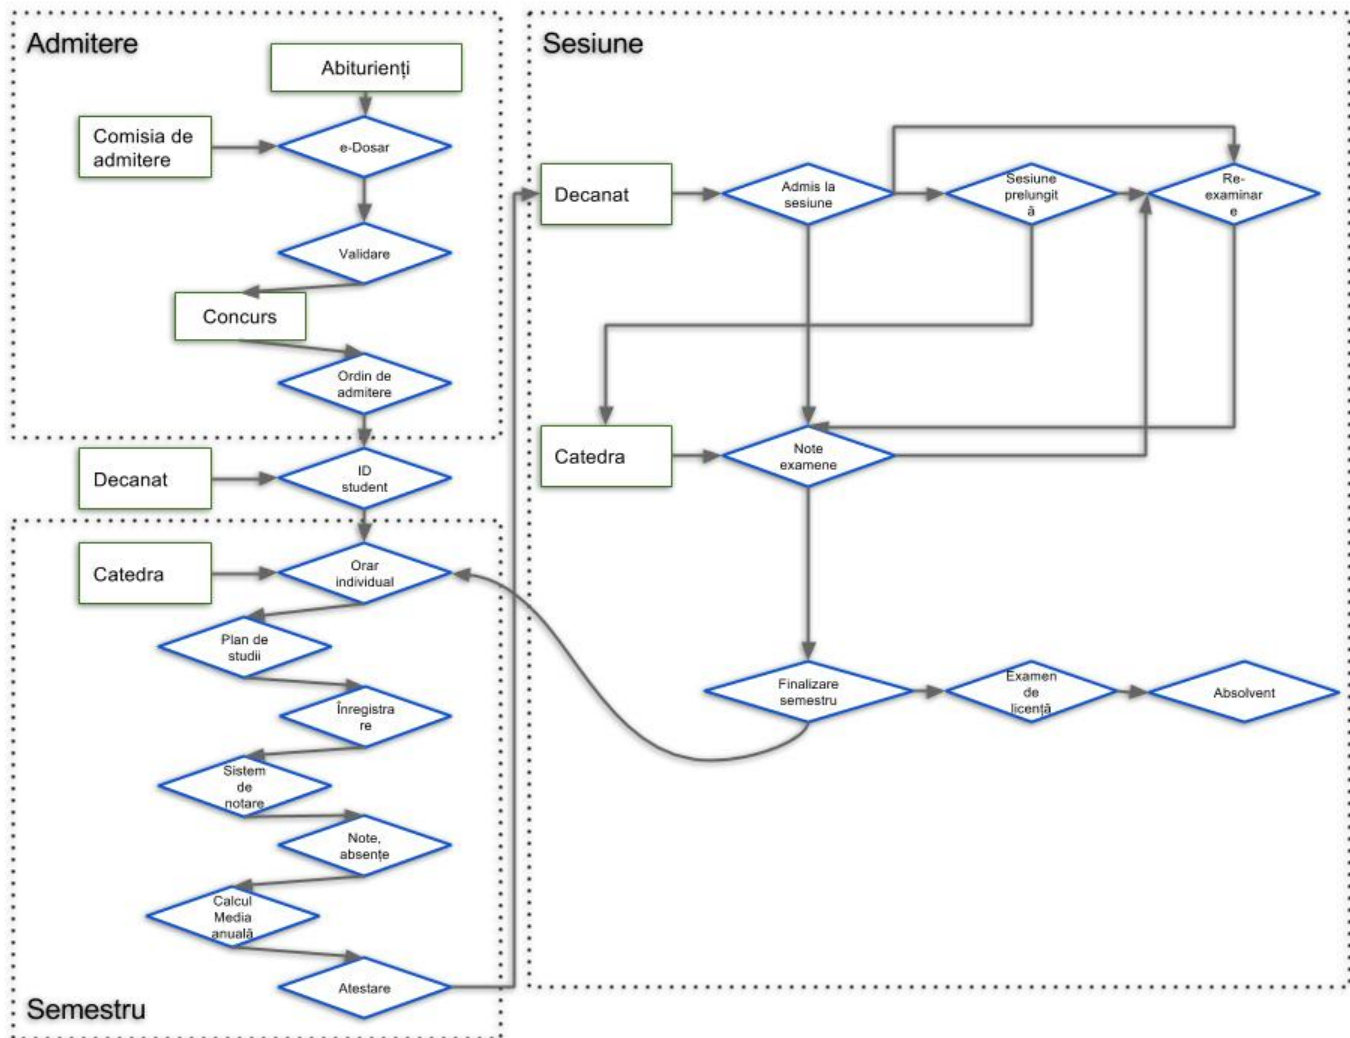 Admitere
Abiturienți
Comisia de
admitere
e-Dosar
Validare
Concurs
Ordin de
admitere
Decanat
ID
student
Catedra
Orar
individual
Plan de
studii
Înregistra
re
Sistem
de
notare
Note,
absențe
Calcul
Media
anuală
Atestare
Semestru
Sesiune
Decanat
Admis la
sesiune
Sesiune
prelungit
ă
Re-
examinar
e
Catedra
Note
examene
Finalizare
semestru
Examen
de
licență
Absolvent